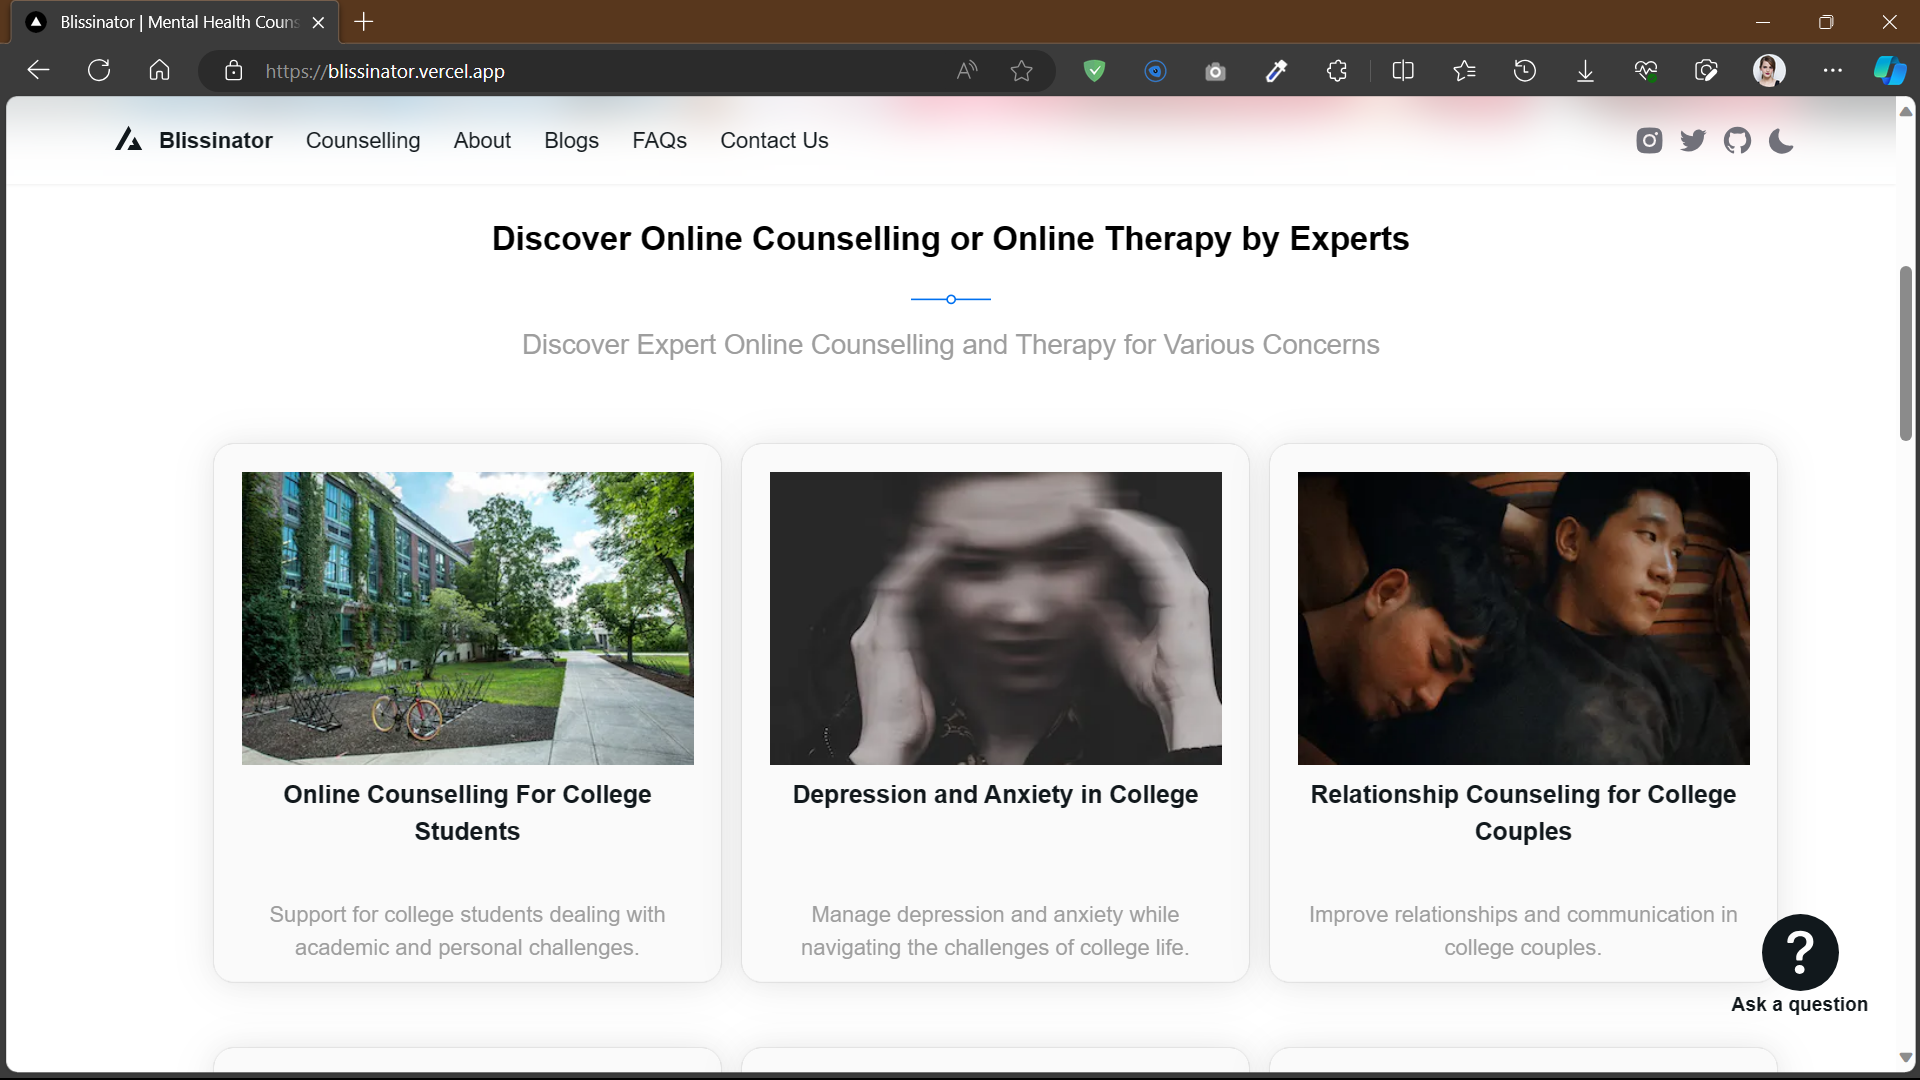 Blissinator | Mental Health Couns
https://blissinator.vercel.app
Blissinator Counselling About Blogs FAQs Contact Us
Discover Online Counselling or Online Therapy by Experts
Discover Expert Online Counselling and Therapy for Various Concerns
Online Counselling For College
Students
Support for college students dealing with
academic and personal challenges.
Depression and Anxiety in College
Manage depression and anxiety while
navigating the challenges of college life.
Relationship Counseling for College
Couples
Improve relationships and communication in
college couples.
?
Ask a question